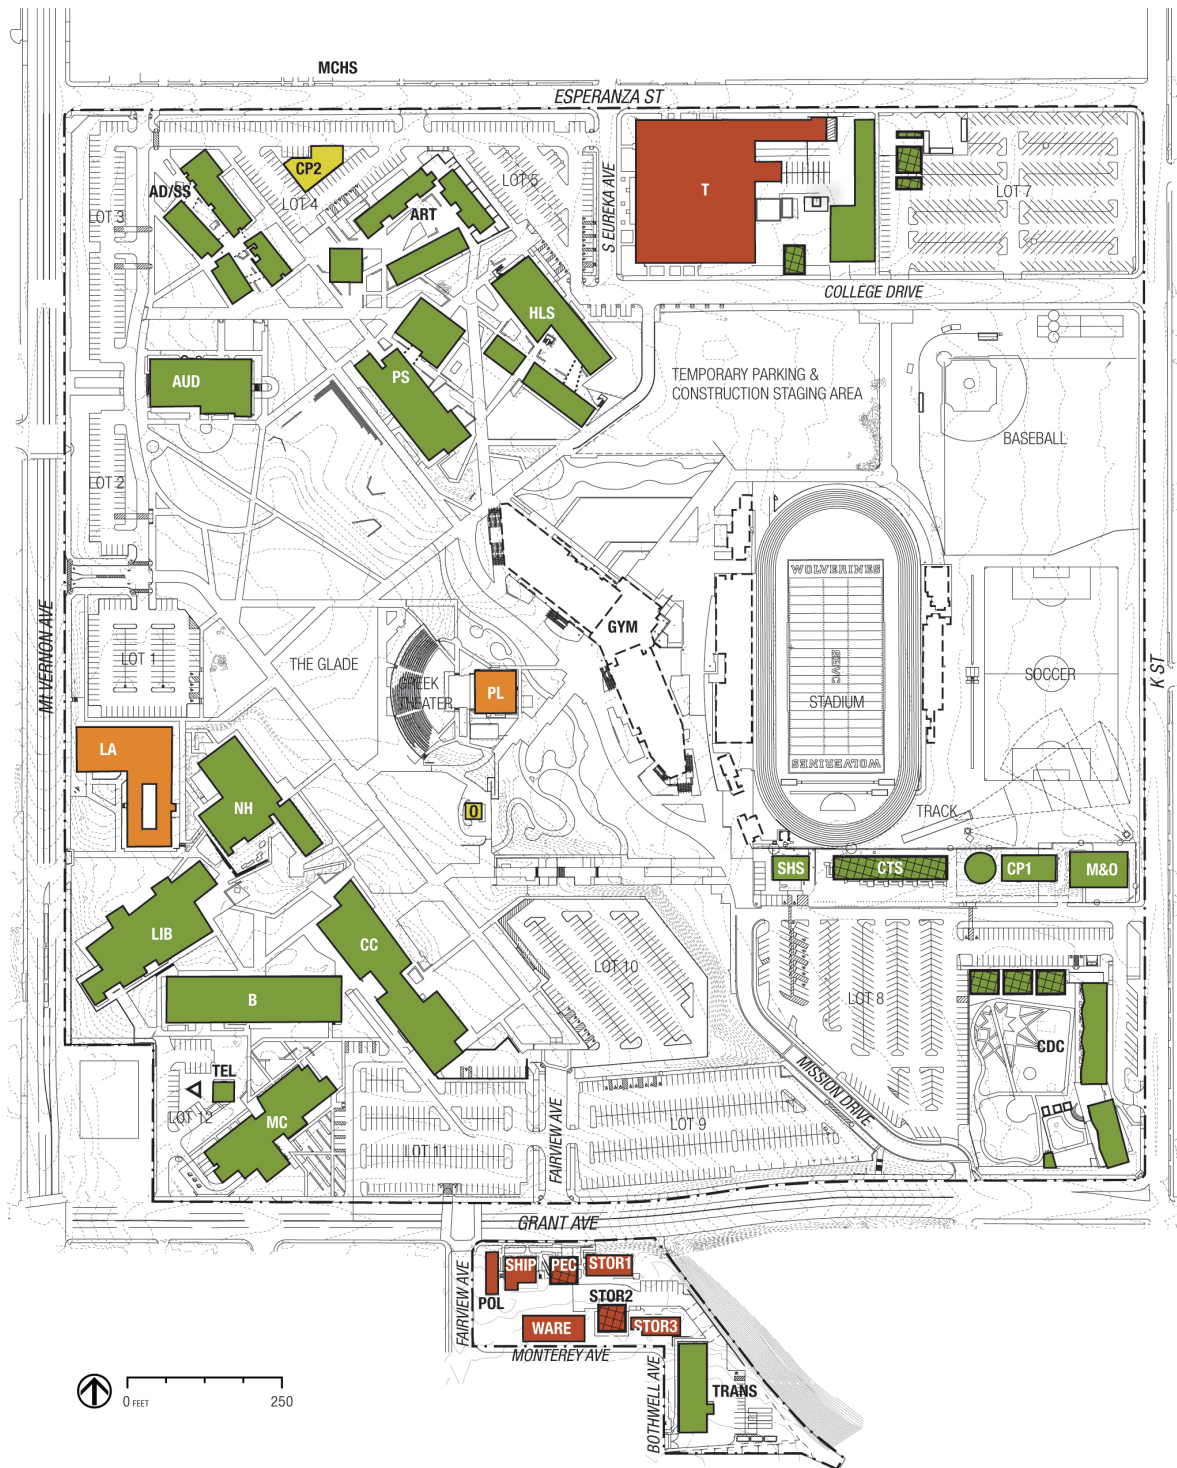 MCHS
ESPERANZA ST
CP2
AD/SS
LOT 5
LOT 3
LOT 4
ART
S EUREKA AVE
T
LOT 7
COLLEGE DRIVE
HLS
AUD
PS
TEMPORARY PARKING &
CONSTRUCTION STAGING AREA
BASEBALL
LOT 2
WOLVERINES
Mt VERNON AVE
GYM
LOT 1
THE GLADE
SBVC
K ST
SOCCER
GREEK
THEATER
PL
STADIUM
LA
WOLVERINES
NH
O
TRACK
SHS
CTS
CP1
M&O
LIB
CC
LOT 10
B
LOT 8
CDC
TEL
MISSION DRIVE
LOT 12
MC
LOT 9
FAIRVIEW AVE
LOT 11
GRANT AVE
SHIP
PEC
STOR1
FAIRVIEW AVE
POL
STOR2
WARE
STOR3
MONTEREY AVE
BOTHWELL AVE
TRANS
0 FEET
250